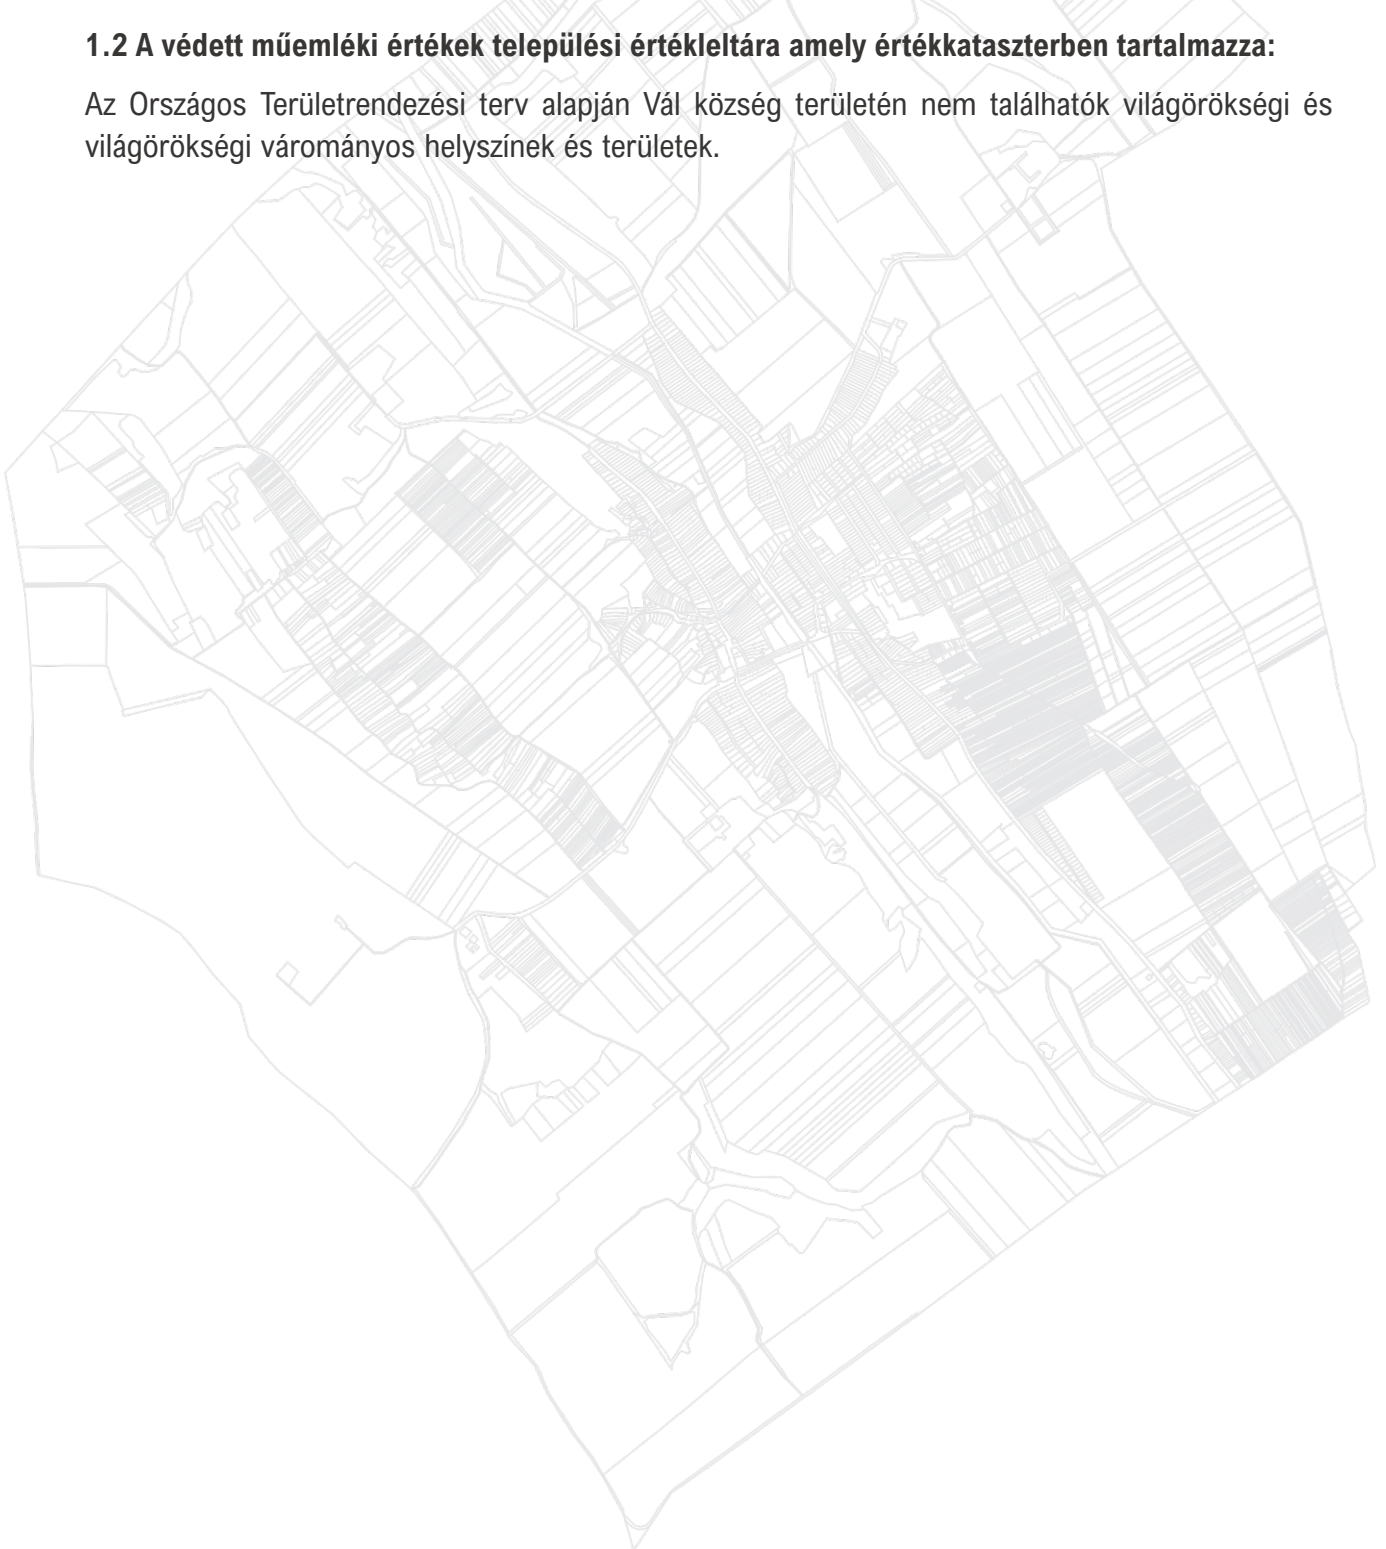 1.2 A védett műemléki értékek települési értékleltára amely értékkataszterben tartalmazza:
Az Országos Területrendezési terv alapján Vál község területén nem találhatók világörökségi és
világörökségi várományos helyszínek és területek.